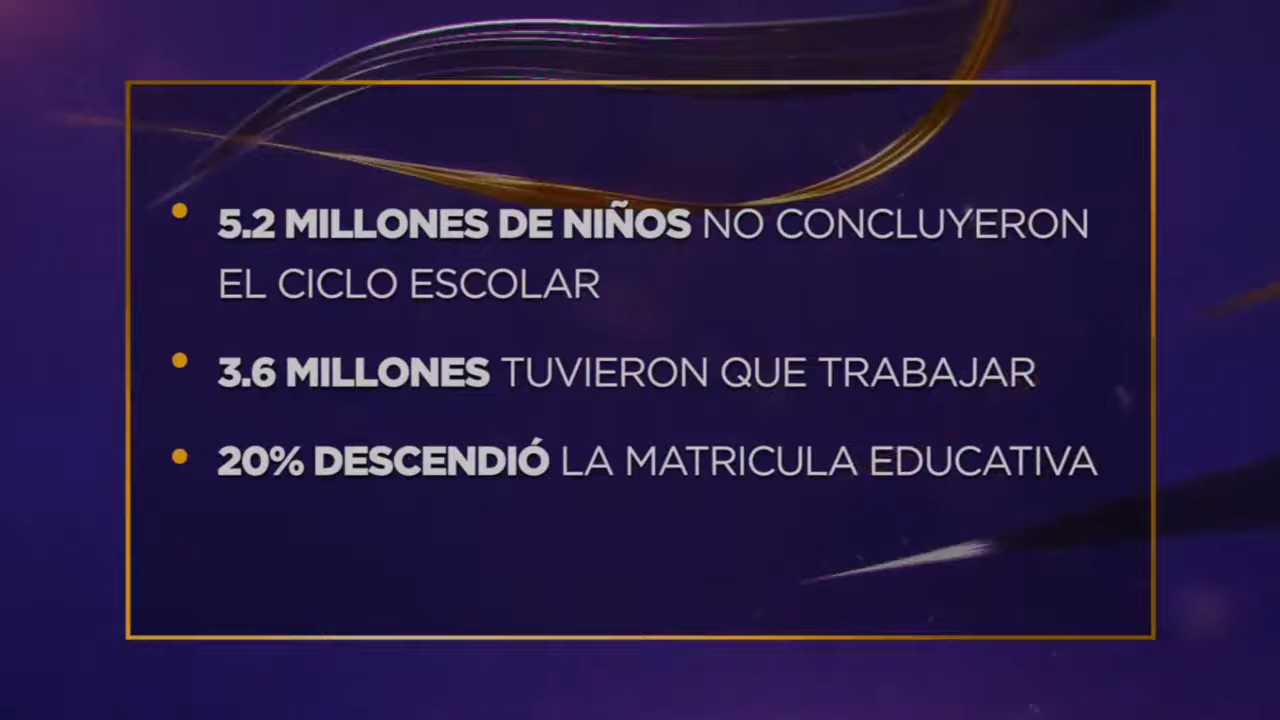 • 5.2 MILLONES DE NIÑOS NO CONCLUYERON
EL CICLO ESCOLAR
• 3.6 MILLONES TUVIERON QUE TRABAJAR
• 20% DESCENDIÓ LA MATRICULA EDUCATIVA